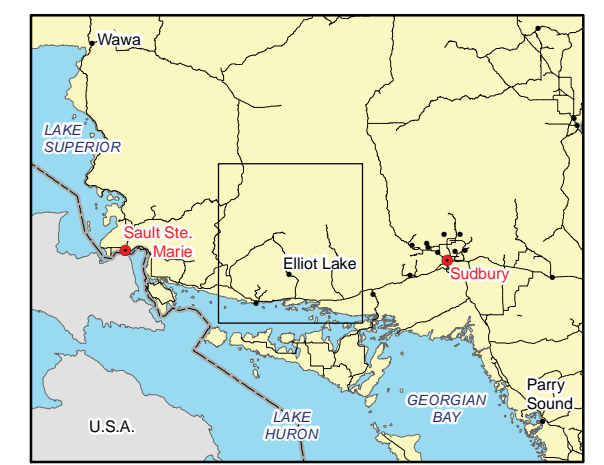 Wawa
LAKE
SUPERIOR
Sault Ste.
Marie
Elliot Lake
Sudbury
Parry
Sound
GEORGIAN
BAY
LAKE
HURON
U.S.A.